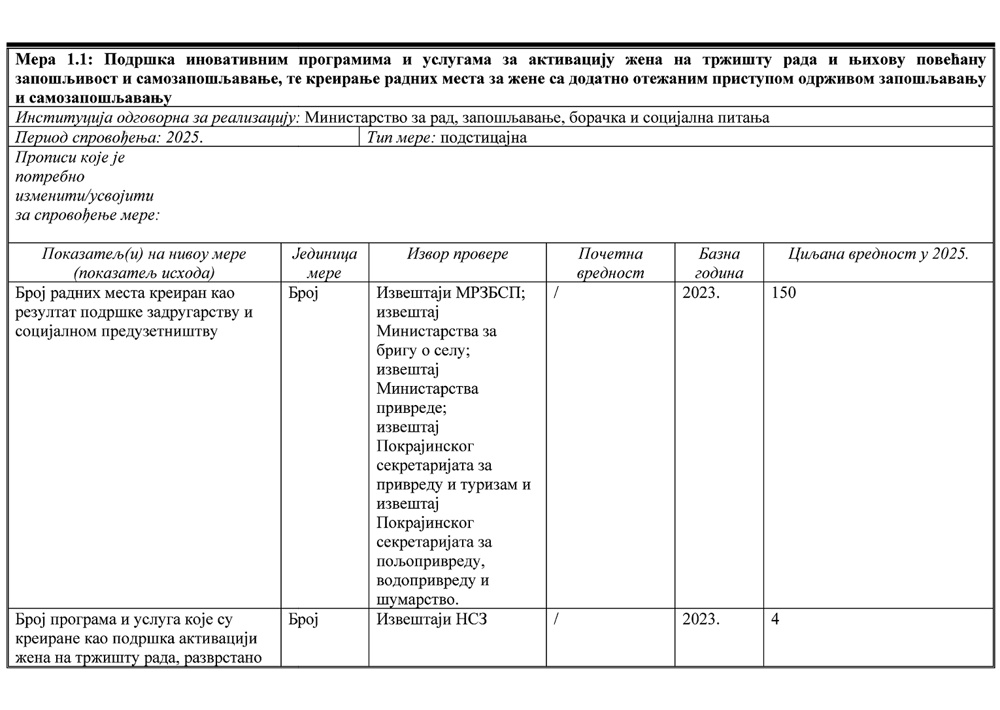 Мера 1.1: Подршка иновативним програмима и услугама за активацију жена на тржишту рада и њихову повећану
запошљивост и самозапошљавање, те креирање радних места за жене са додатно отежаним приступом одрживом запошљавању
и самозапошљавању
Институција одговорна за реализацију: Министарство за рад, запошљавање, борачка и социјална питања
Период спровођења: 2025.
Тип мере: подстицајна
Прописи које је
потребно
изменити/усвојити
за спровођење мере:
Показатељ(и) на нивоу мере
(показатељ исхода)
Јединица
мере
Извор провере
Почетна
вредност
Базна
година
Циљана вредност у 2025.
Број радних места креиран као
резултат подршке задругарству и
социјалном предузетништву
Број
Извештаји МРЗБСП;
извештај
Министарства за
бригу о селу;
извештај
Министарства
привреде;
извештај
Покрајинског
секретаријата за
привреду и туризам и
извештај
Покрајинског
секретаријата за
пољопривреду,
водопривреду и
шумарство.
/
2023.
150
Број програма и услуга које су
креиране као подршка активацији
жена на тржишту рада, разврстано
Број
Извештаји НСЗ
/
2023.
4